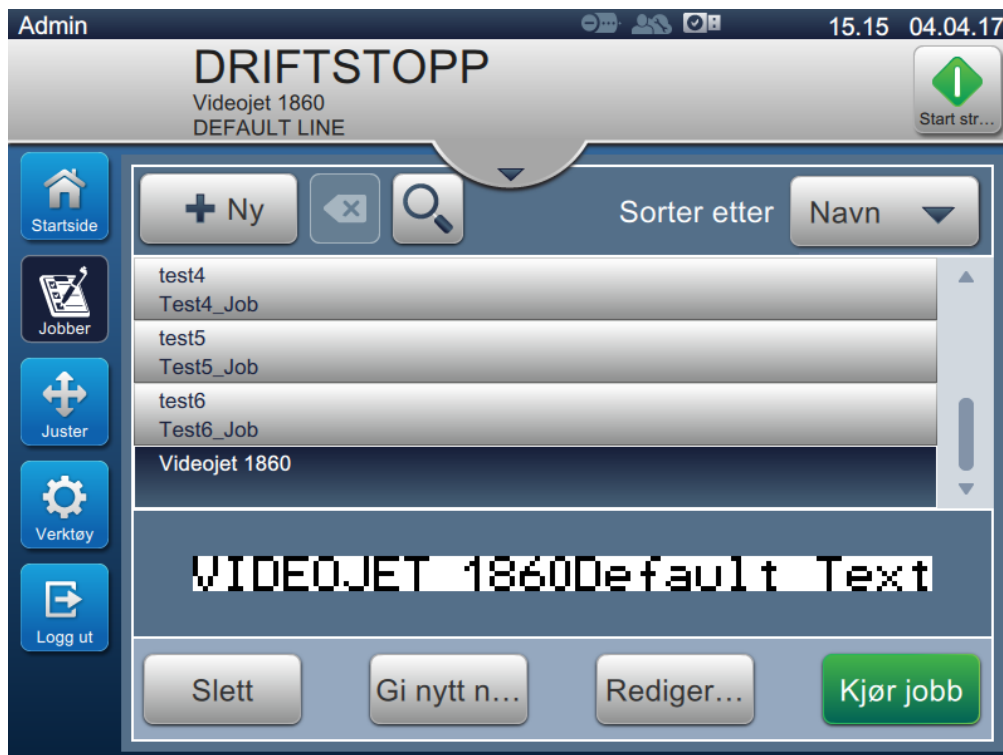 Admin
15.15 04.04.17
DRIFTSTOPP
Videojet 1860
DEFAULT LINE
Start str...
Startside
Jobber
Juster
Verktøy
Logg ut
Ny
Sorter etter
Navn
test4
Test4_Job
test5
Test5_Job
test6
Test6_Job
Videojet 1860
VIDEOJET 1860Default Text
Slett
Gi nytt n...
Rediger...
Kjør jobb